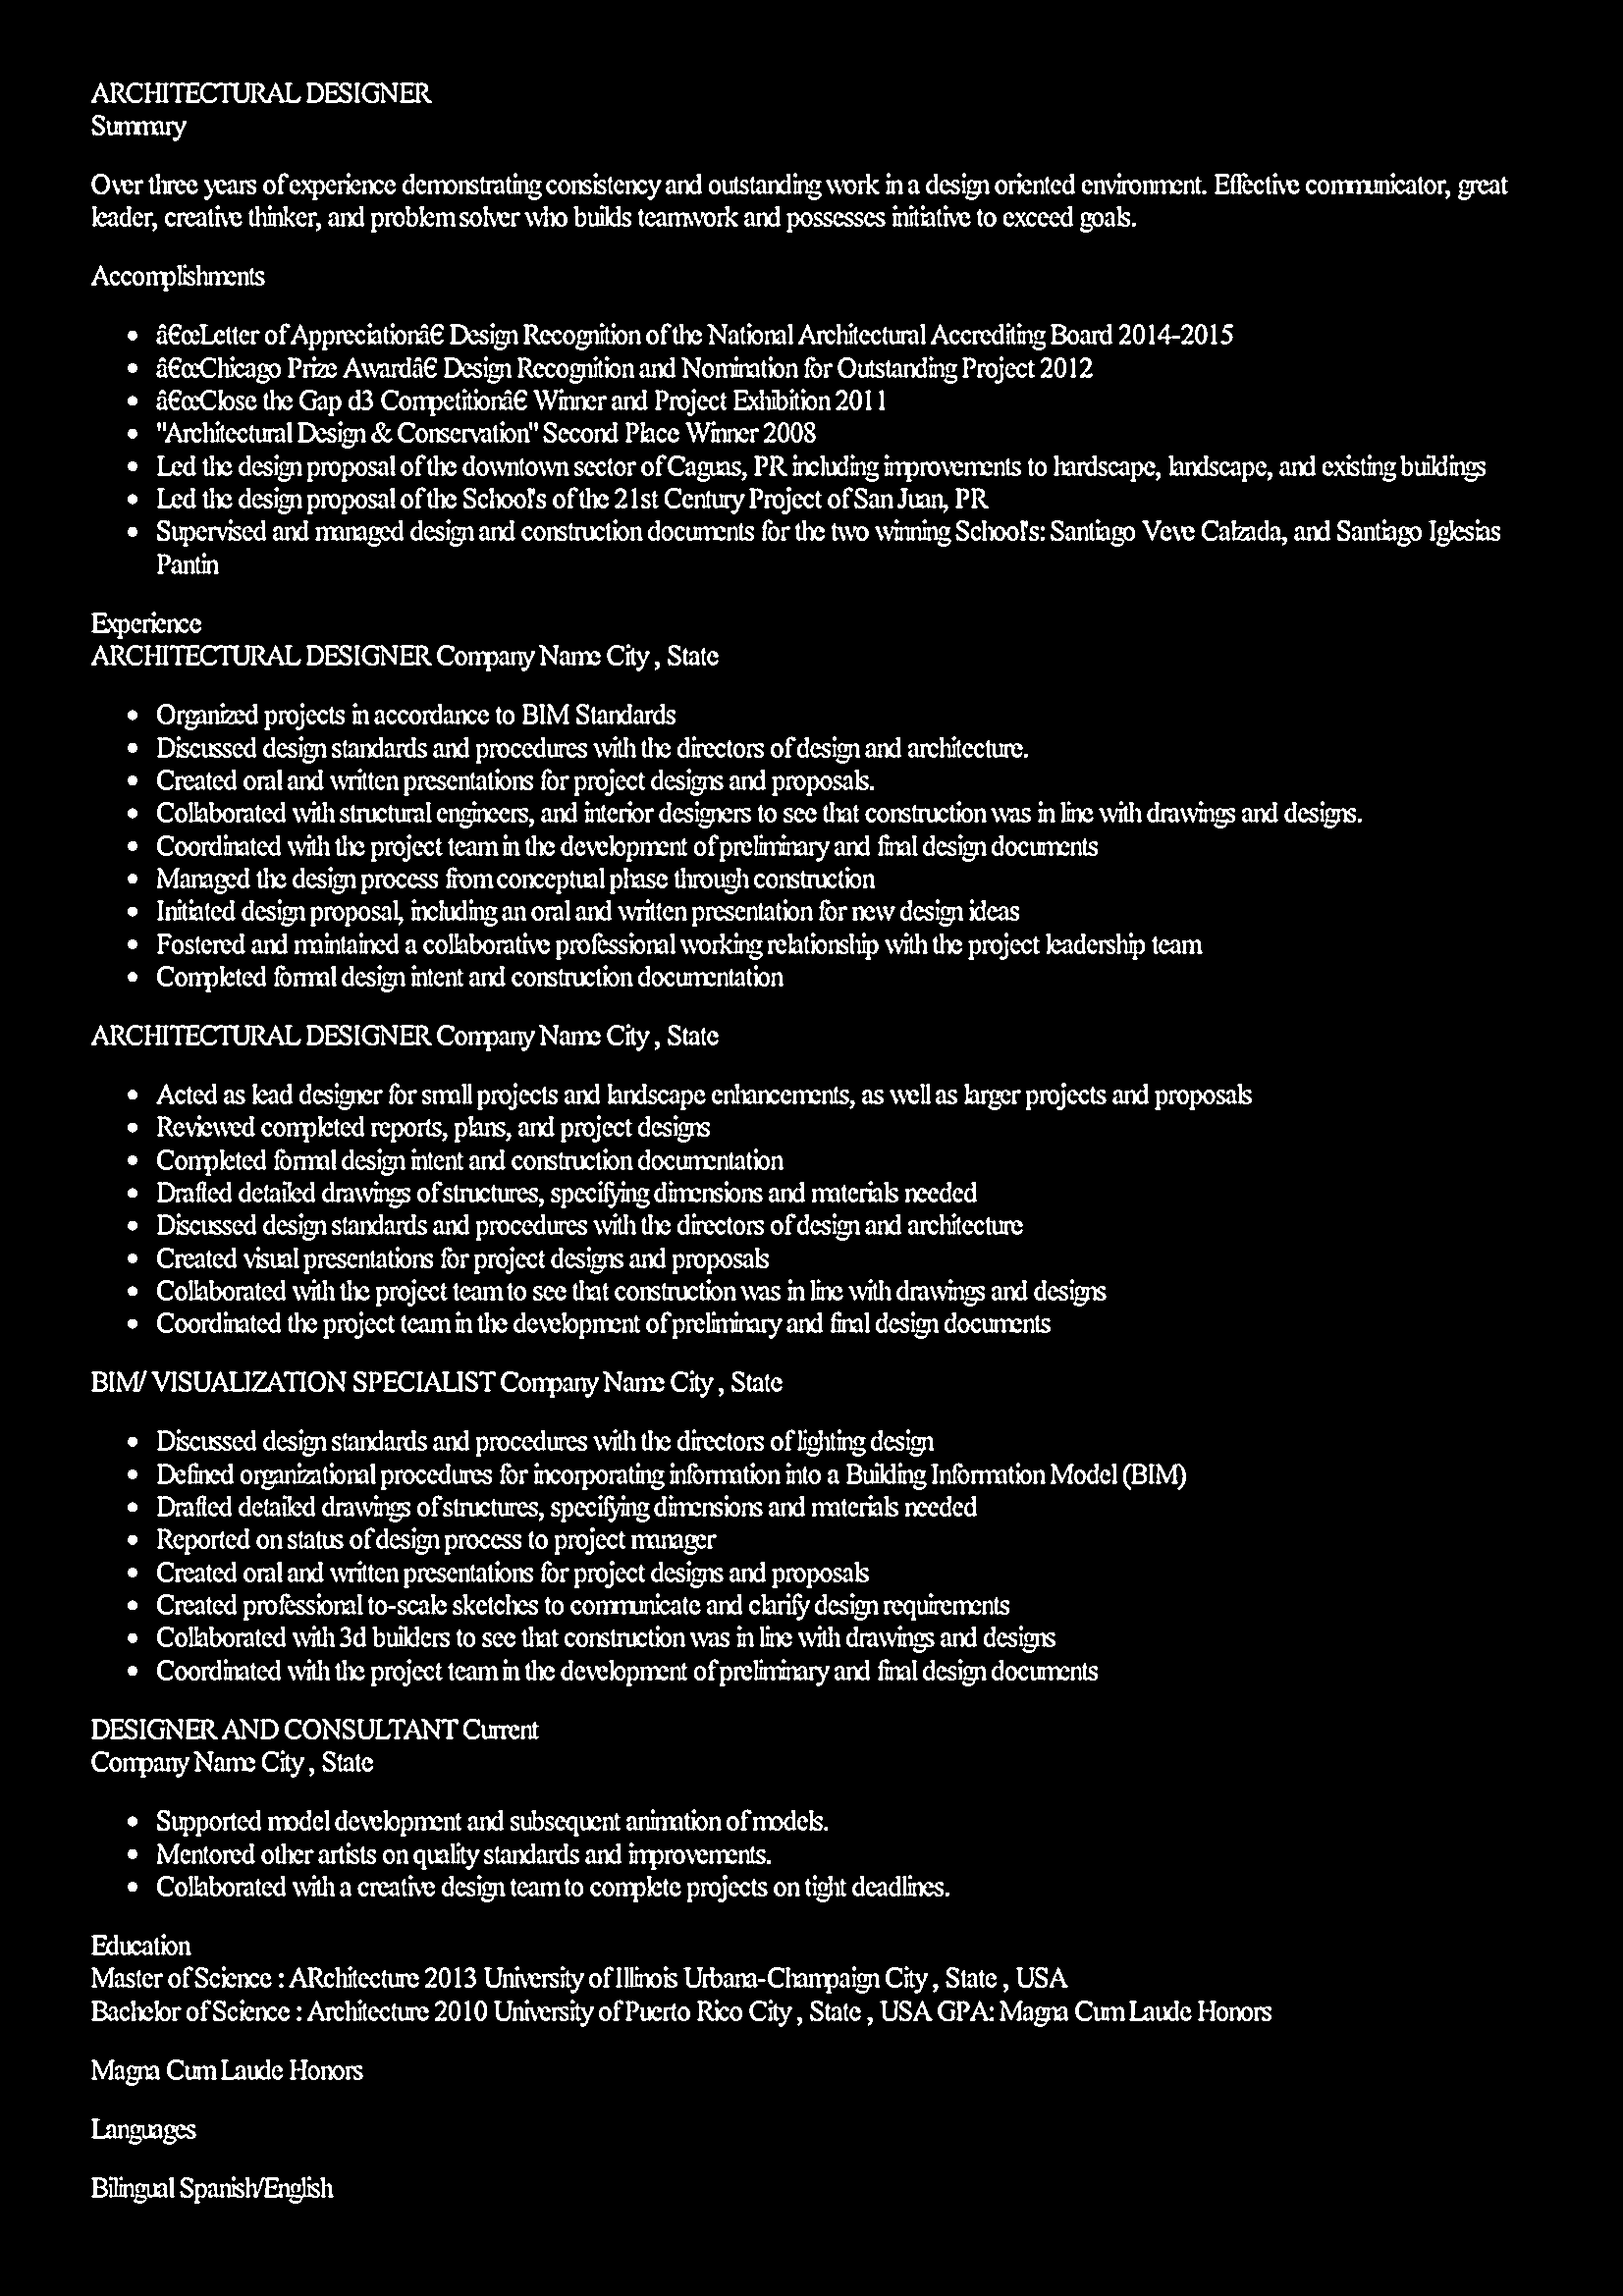 ARCHITECTURAL DESIGNER
Summary
Over three years of experience demonstrating consistency and outstanding work in a design oriented environment. Effective communicator, great
leader, creative thinker, and problem solver who builds teamwork and possesses initiative to exceed goals.
Accomplishments
• â€œLetter of Appreciationâ€ Design Recognition of the National Architectural Accrediting Board 2014-2015
• â€œChicago Prize Awardâ€ Design Recognition and Nomination for Outstanding Project 2012
• â€œClose the Gap d3 Competitionâ€ Winner and Project Exhibition 2011
• "Architectural Design & Conservation" Second Place Winner 2008
• Led the design proposal of the downtown sector of Caguas, PR including improvements to hardscape, landscape, and existing buildings
• Led the design proposal of the School's of the 21st Century Project of San Juan, PR
• Supervised and managed design and construction documents for the two winning School's: Santiago Veve Calzada, and Santiago Iglesias
Pantin
Experience
ARCHITECTURAL DESIGNER Company Name City , State
• Organized projects in accordance to BIM Standards
• Discussed design standards and procedures with the directors of design and architecture.
• Created oral and written presentations for project designs and proposals.
• Collaborated with structural engineers, and interior designers to see that construction was in line with drawings and designs.
• Coordinated with the project team in the development of preliminary and final design documents
• Managed the design process from conceptual phase through construction
• Initiated design proposal, including an oral and written presentation for new design ideas
• Fostered and maintained a collaborative professional working relationship with the project leadership team
• Completed formal design intent and construction documentation
ARCHITECTURAL DESIGNER Company Name City , State
• Acted as lead designer for small projects and landscape enhancements, as well as larger projects and proposals
• Reviewed completed reports, plans, and project designs
• Completed formal design intent and construction documentation
• Drafted detailed drawings of structures, specifying dimensions and materials needed
• Discussed design standards and procedures with the directors of design and architecture
• Created visual presentations for project designs and proposals
• Collaborated with the project team to see that construction was in line with drawings and designs
• Coordinated the project team in the development of preliminary and final design documents
BIM/ VISUALIZATION SPECIALIST Company Name City , State
• Discussed design standards and procedures with the directors of lighting design
• Defined organizational procedures for incorporating information into a Building Information Model (BIM)
• Drafted detailed drawings of structures, specifying dimensions and materials needed
• Reported on status of design process to project manager
• Created oral and written presentations for project designs and proposals
• Created professional to-scale sketches to communicate and clarify design requirements
• Collaborated with 3d builders to see that construction was in line with drawings and designs
• Coordinated with the project team in the development of preliminary and final design documents
DESIGNER AND CONSULTANT Current
Company Name City , State
• Supported model development and subsequent animation of models.
• Mentored other artists on quality standards and improvements.
• Collaborated with a creative design team to complete projects on tight deadlines.
Education
Master of Science : ARchitecture 2013 University of Illinois Urbana-Champaign City , State , USA
Bachelor of Science : Architecture 2010 University of Puerto Rico City , State , USA GPA: Magna Cum Laude Honors
Magna Cum Laude Honors
Languages
Bilingual Spanish/English